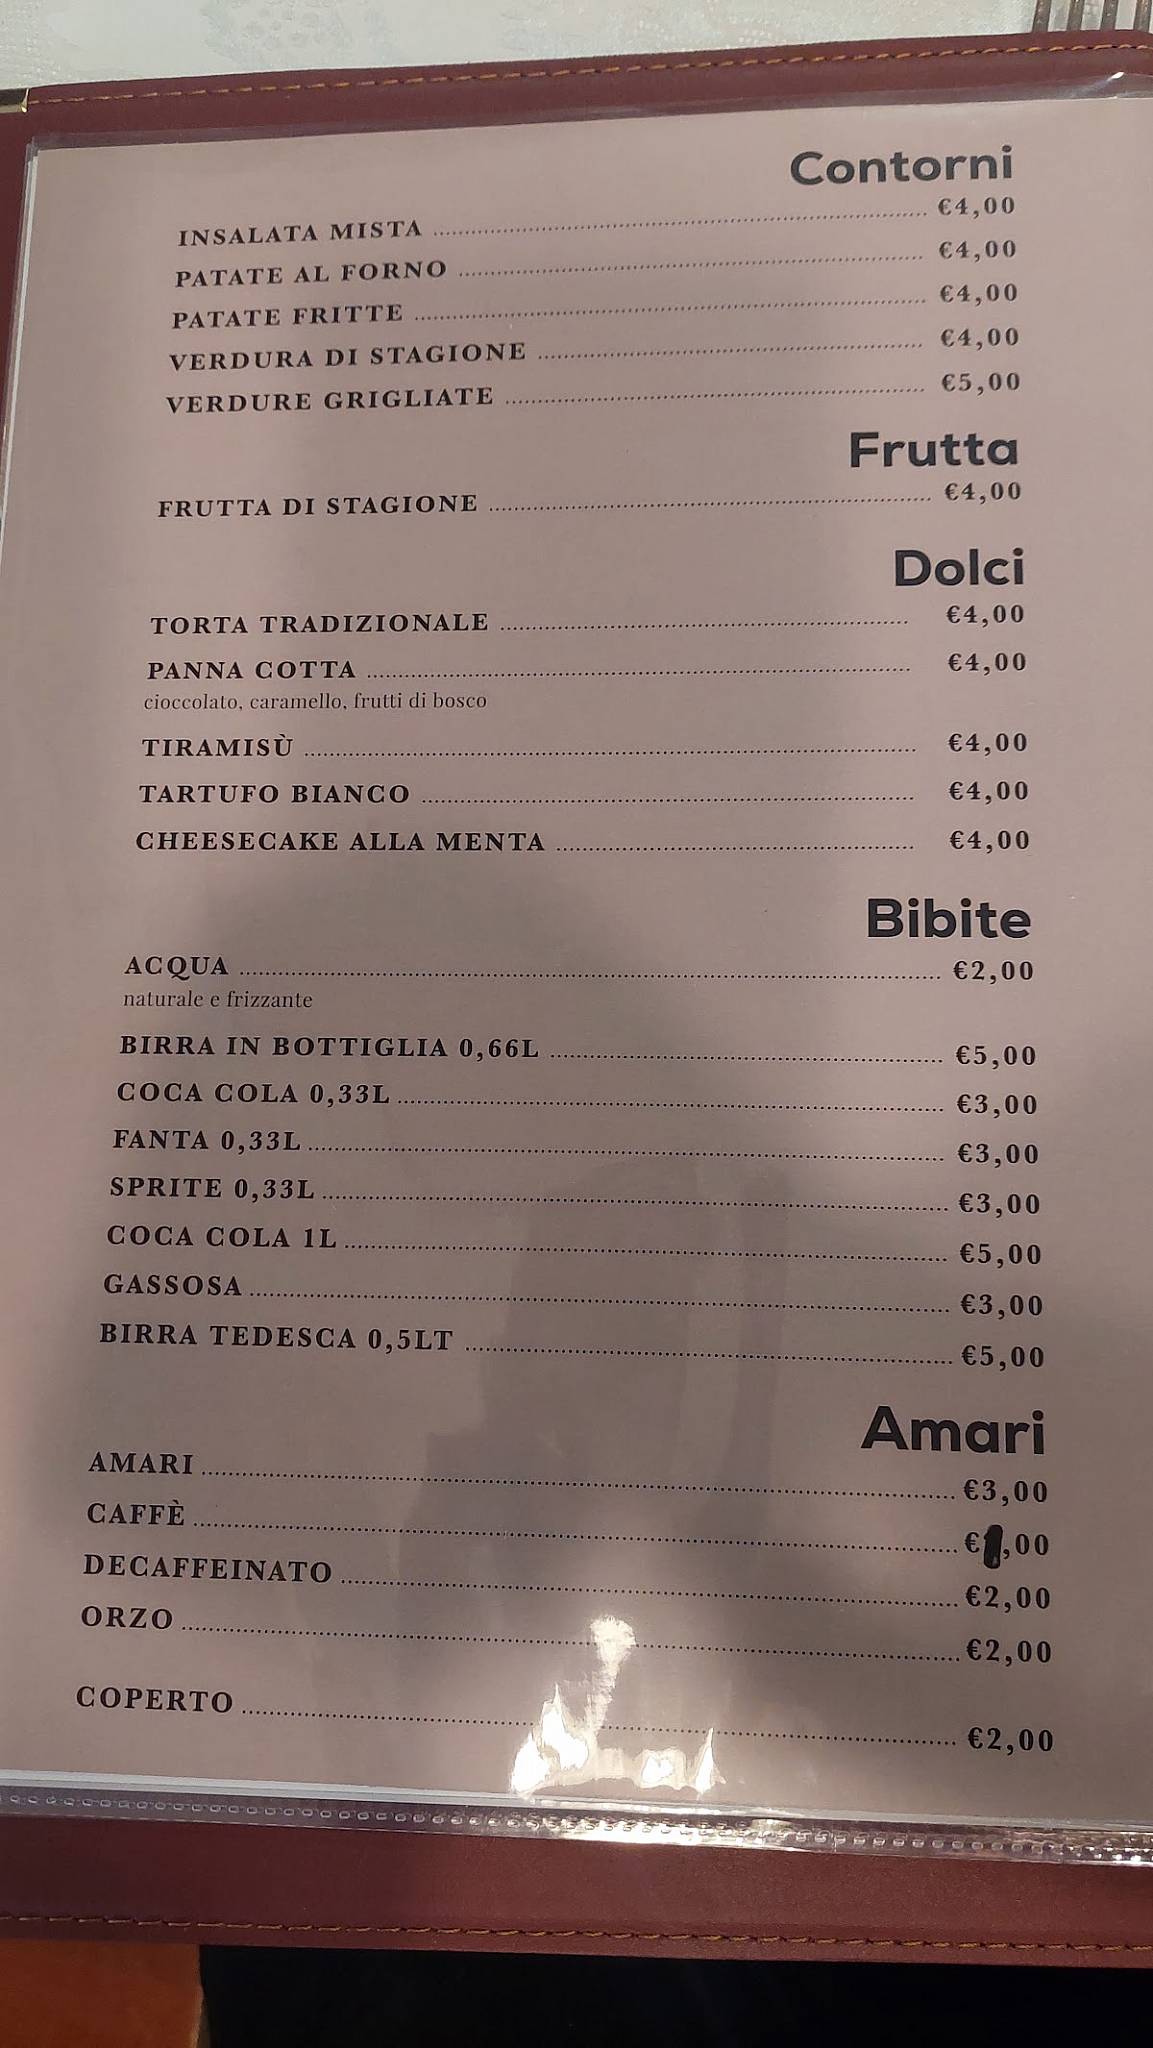 Contorni
INSALATA MISTA €4,00
PATATE AL FORNO €4,00
PATATE FRITTE €4,00
VERDURA DI STAGIONE €4,00
VERDURE GRIGLIATE €5,00
Frutta
FRUTTA DI STAGIONE €4,00
Dolci
TORTA TRADIZIONALE €4,00
PANNA COTTA €4,00
cioccolato, caramello, frutti di bosco
TIRAMISÙ €4,00
TARTUFO BIANCO €4,00
CHEESECAKE ALLA MENTA €4,00
Bibite
ACQUA €2,00
naturale e frizzante
BIRRA IN BOTTIGLIA 0,66L €5,00
COCA COLA 0,33L €3,00
FANTA 0,33L €3,00
SPRITE 0,33L €3,00
COCA COLA 1L €5,00
GASSOSA €3,00
BIRRA TEDESCA 0,5LT €5,00
Amari
AMARI €3,00
CAFFÈ
DECAFFEINATO €2,00
ORZO €2,00
COPERTO €2,00